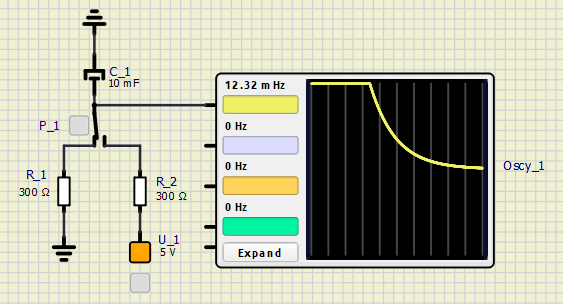 C_1
10 mF
P_1
R_1
300 Ω
R_2
300 Ω
U_1
5 V
12.32 m Hz
0 Hz
0 Hz
0 Hz
Expand
Oscy_1